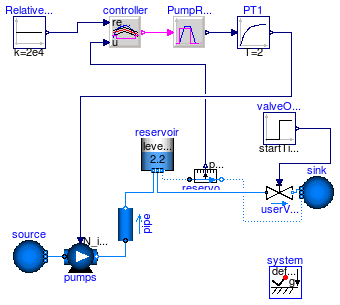 Relative...
controller
PumpR...
PT1
re
u
k=2e4
T=2
valveO...
startTi...
reservoir
leve...
2.2
p...
reservo...
sink
userV...
pipe
source
N_i...
pumps
system
def...
g